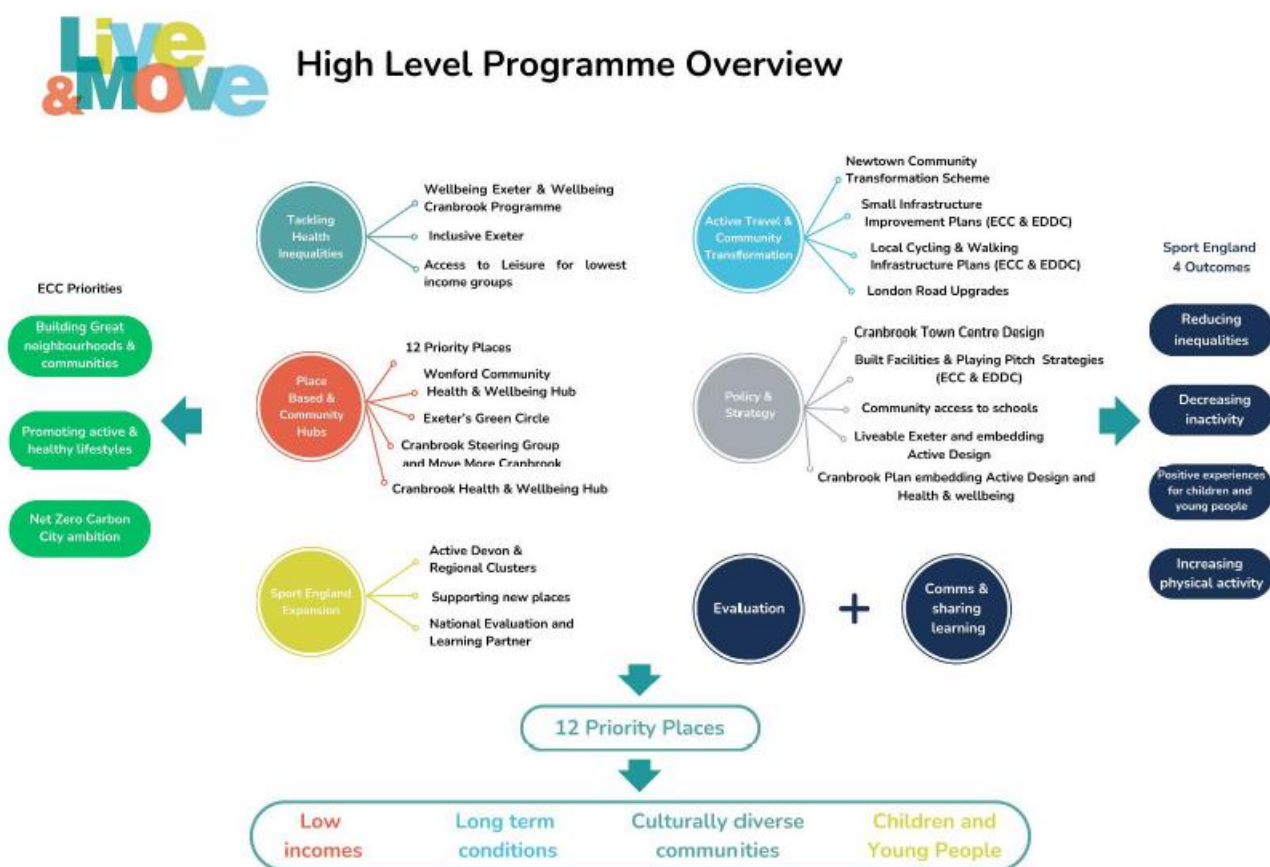 Live
&Move
High Level Programme Overview
ECC Priorities
Building Great
neighbourhoods &
communities
Promoting active &
healthy lifestyles
Net Zero Carbon
City ambition
Tackling
Health
Inequalities
Wellbeing Exeter & Wellbeing
Cranbrook Programme
Inclusive Exeter
Access to Leisure for lowest
income groups
Place
Based &
Community
Hubs
12 Priority Places
Wonford Community
Health & Wellbeing Hub
Exeter's Green Circle
Cranbrook Steering Group
and Move More Cranbrook
Cranbrook Health & Wellbeing Hub
Sport England
Expansion
Active Devon &
Regional Clusters
Supporting new places
National Evaluation and
Learning Partner
Active Travel &
Community
Transformation
Newtown Community
Transformation Scheme
Small Infrastructure
Improvement Plans (ECC & EDDC)
Local Cycling & Walking
Infrastructure Plans (ECC & EDDC)
London Road Upgrades
Policy &
Strategy
Cranbrook Town Centre Design
Built Facilities & Playing Pitch Strategies
(ECC & EDDC)
Community access to schools
Liveable Exeter and embedding
Active Design
Cranbrook Plan embedding Active Design and
Health & wellbeing
Evaluation
+
Comms &
sharing
learning
Sport England
4 Outcomes
Reducing
inequalities
Decreasing
inactivity
Positive experiences
for children and
young people
Increasing
physical activity
12 Priority Places
Low
incomes
Long term
conditions
Culturally diverse
communities
Children and
Young People